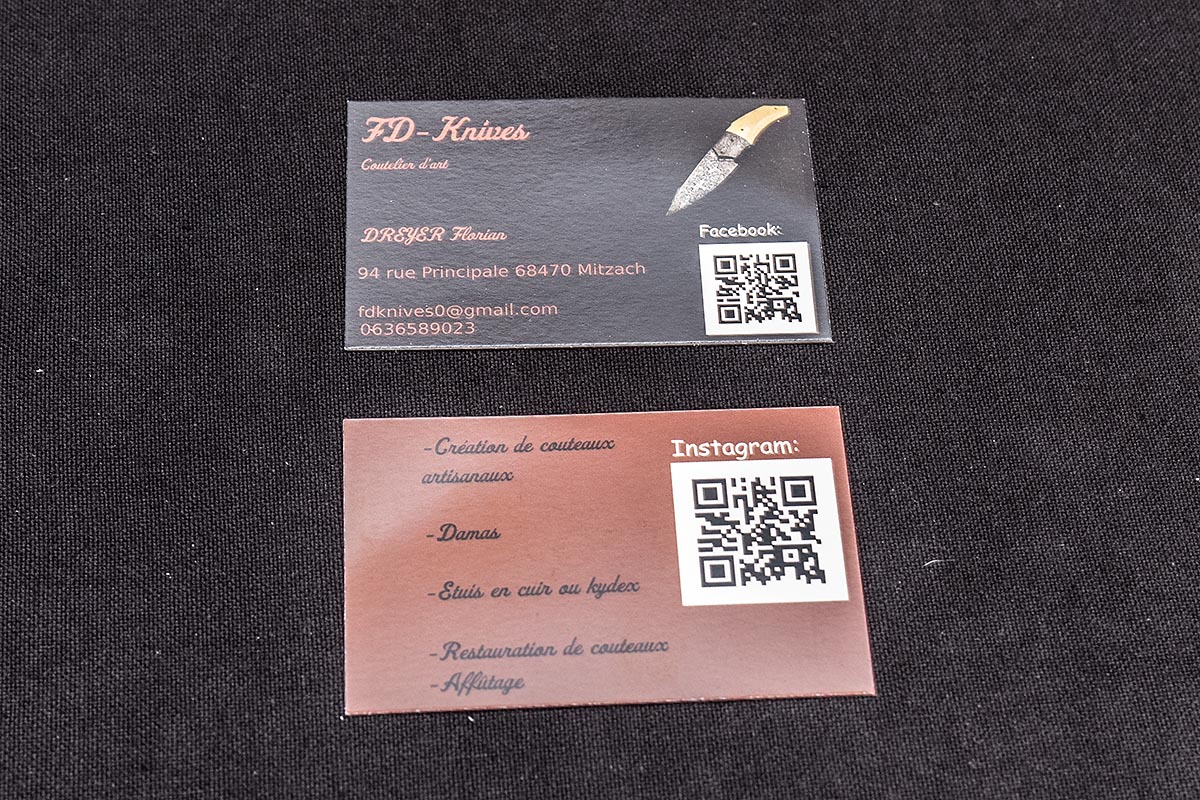 FD-Knives
Coutelier d'art
DREYER Florian
94 rue Principale 68470 Mitzach
fdknives0@gmail.com
0636589023
Facebook:
-Création de couteaux
artisanaux
-Damas
-Etuis en cuir ou kydex
-Restauration de couteaux
-Affûtage
Instagram: